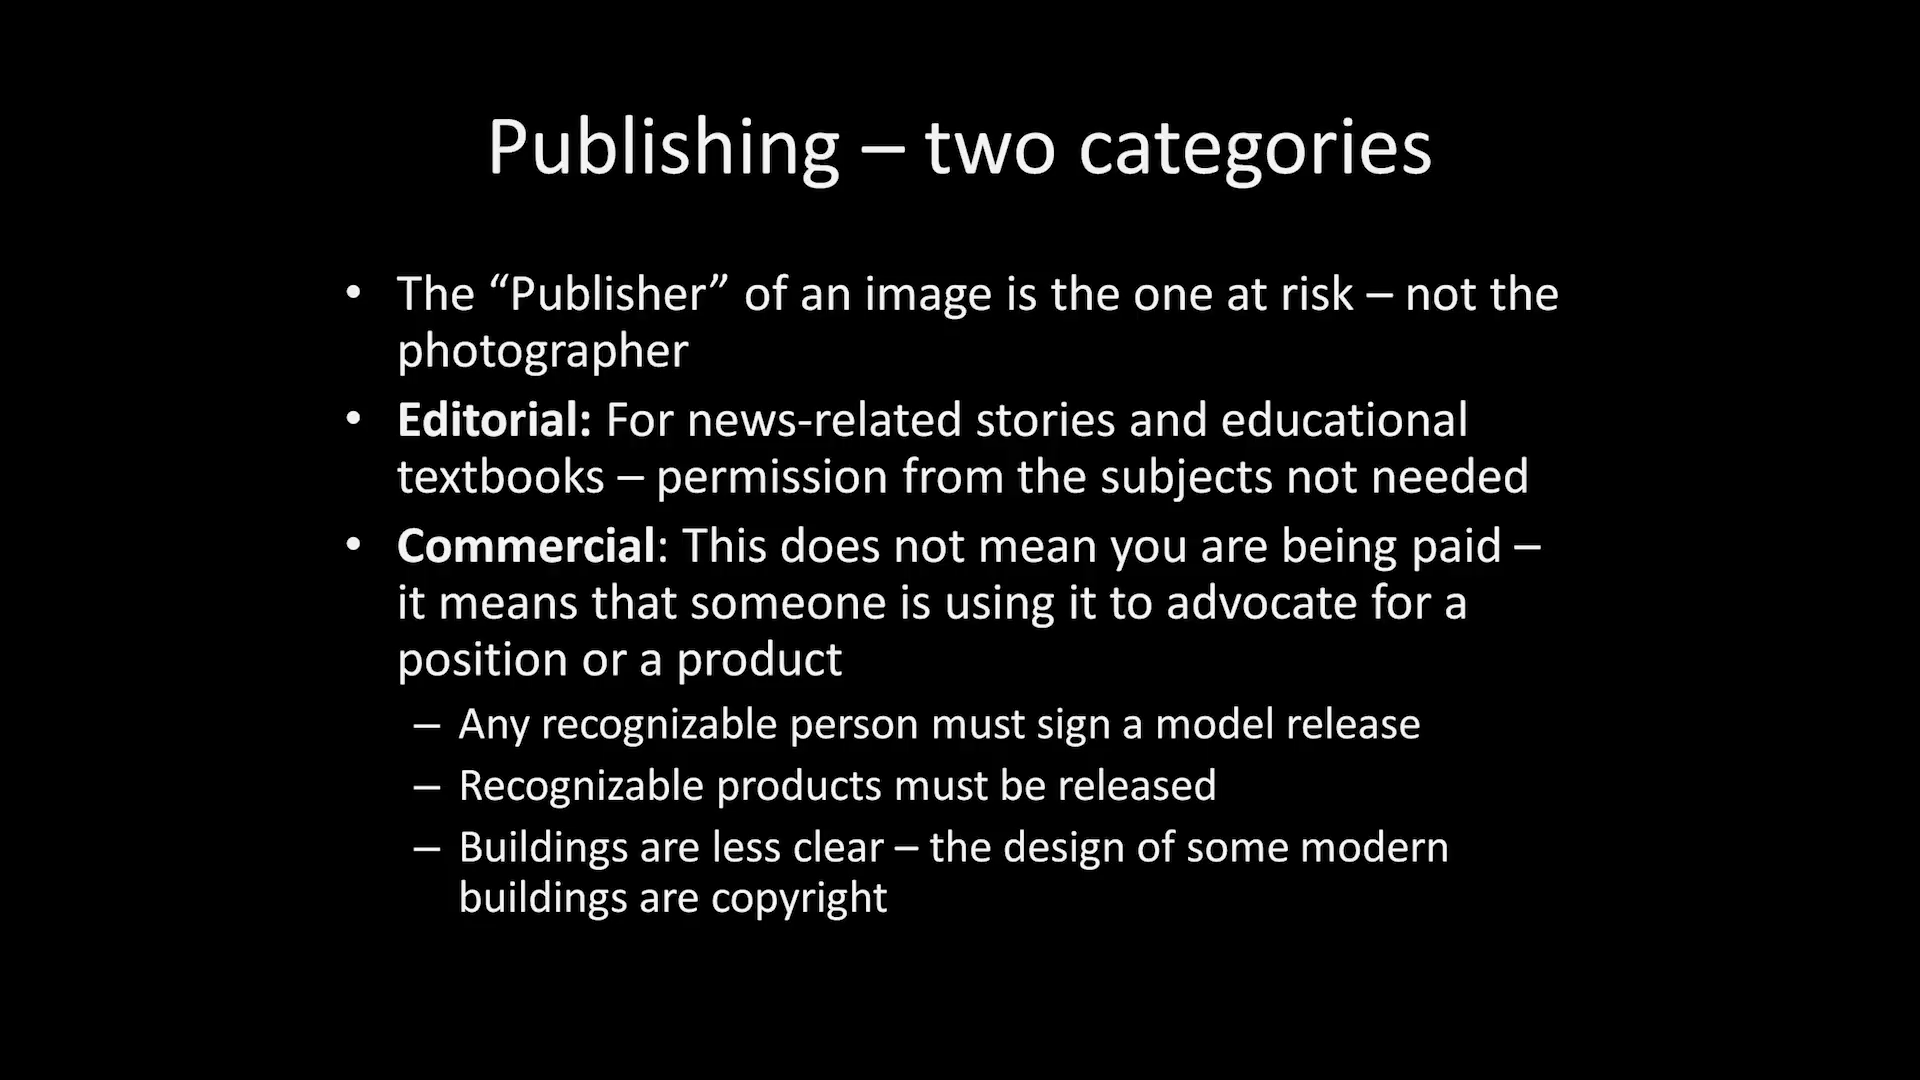 Publishing – two categories
• The “Publisher” of an image is the one at risk – not the
photographer
• Editorial: For news-related stories and educational
textbooks – permission from the subjects not needed
• Commercial: This does not mean you are being paid –
it means that someone is using it to advocate for a
position or a product
– Any recognizable person must sign a model release
– Recognizable products must be released
– Buildings are less clear – the design of some modern
buildings are copyright